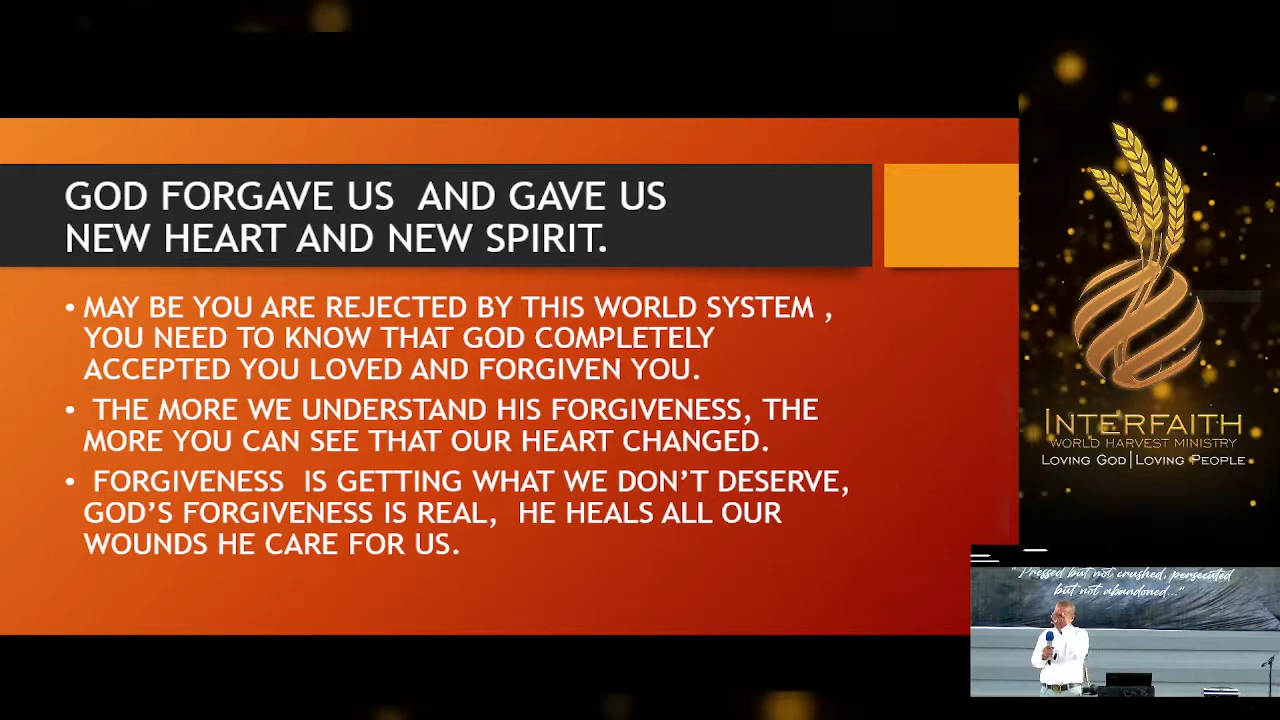 GOD FORGAVE US AND GAVE US
NEW HEART AND NEW SPIRIT.
• MAY BE YOU ARE REJECTED BY THIS WORLD SYSTEM ,
YOU NEED TO KNOW THAT GOD COMPLETELY
ACCEPTED YOU LOVED AND FORGIVEN YOU.
• THE MORE WE UNDERSTAND HIS FORGIVENESS, THE
MORE YOU CAN SEE THAT OUR HEART CHANGED.
• FORGIVENESS IS GETTING WHAT WE DON’T DESERVE,
GOD’S FORGIVENESS IS REAL, HE HEALS ALL OUR
WOUNDS HE CARE FOR US.
INTERFAITH
WORLD HARVEST MINISTRY
LOVING GOD|LOVING PEOPLE
"Pressed but not crushed, persecuted
but not abandoned..."